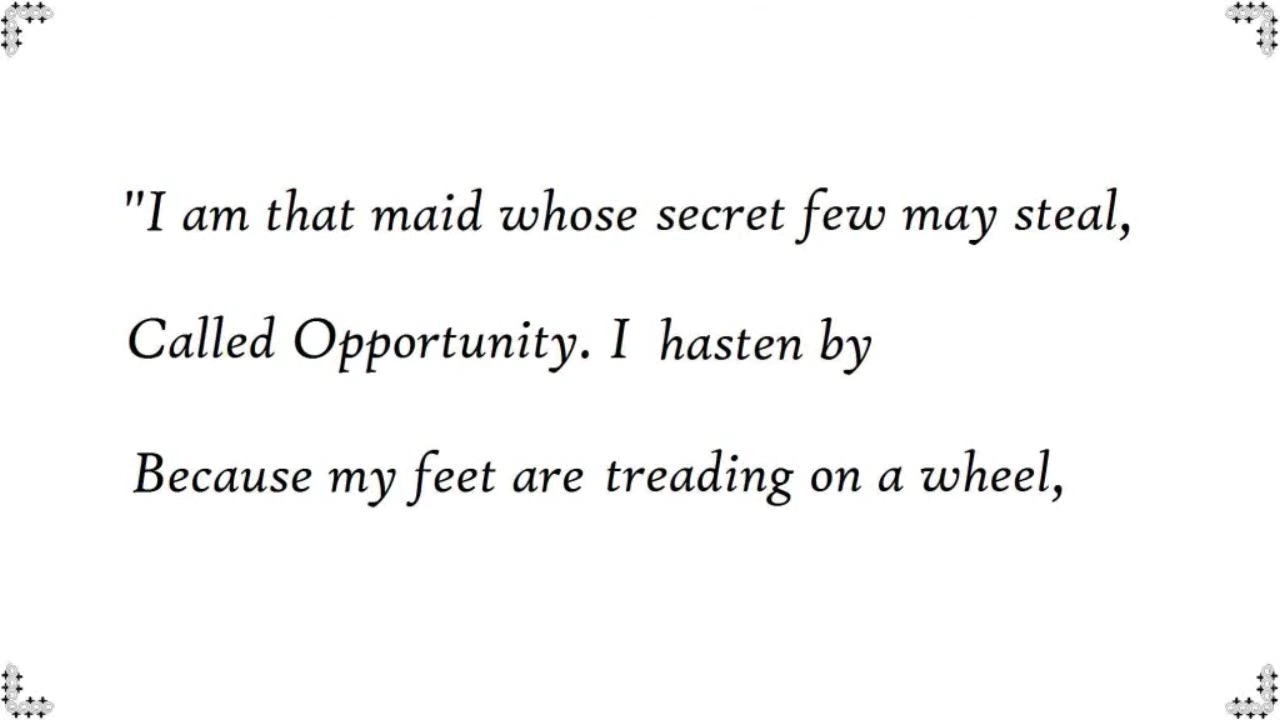 "I am that maid whose secret few may steal,
Called Opportunity. I hasten by
Because my feet are treading on a wheel,